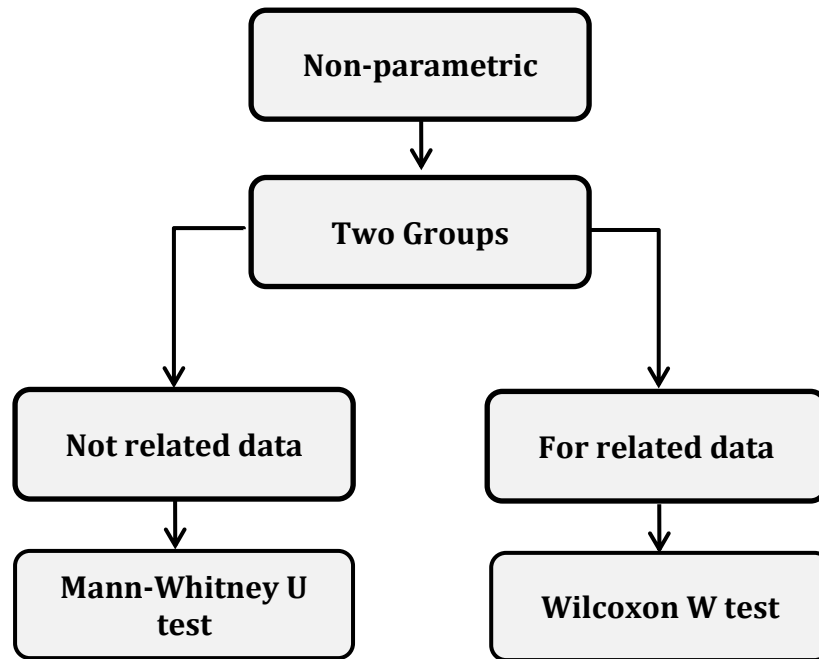 Non-parametric
Two Groups
Not related data
For related data
Mann-Whitney U
test
Wilcoxon W test